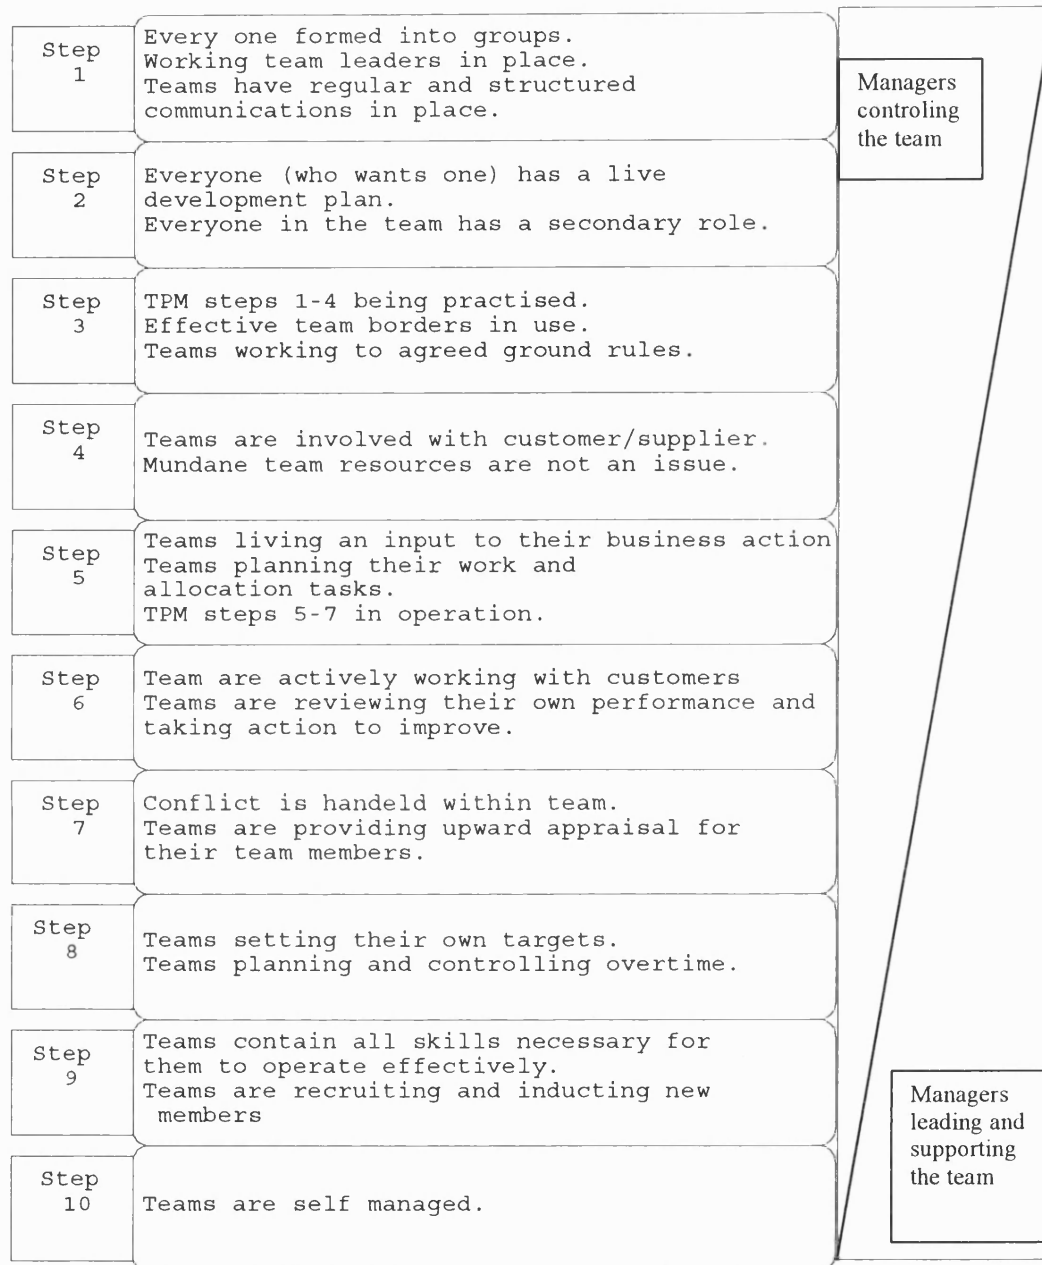 Step
1
Every one formed into groups.
Working team leaders in place.
Teams have regular and structured
communications in place.
Managers
controling
the team
Step
2
Everyone (who wants one) has a live
development plan.
Everyone in the team has a secondary role.
Step
3
TPM steps 1-4 being practised.
Effective team borders in use.
Teams working to agreed ground rules.
Step
4
Teams are involved with customer/supplier.
Mundane team resources are not an issue.
Step
5
Teams living an input to their business action
Teams planning their work and
allocation tasks.
TPM steps 5-7 in operation.
Step
6
Team are actively working with customers
Teams are reviewing their own performance and
taking action to improve.
Step
7
Conflict is handeld within team.
Teams are providing upward appraisal for
their team members.
Step
8
Teams setting their own targets.
Teams planning and controlling overtime.
Step
9
Teams contain all skills necessary for
them to operate effectively.
Teams are recruiting and inducting new
members
Step
10
Teams are self managed.
Managers
leading and
supporting
the team